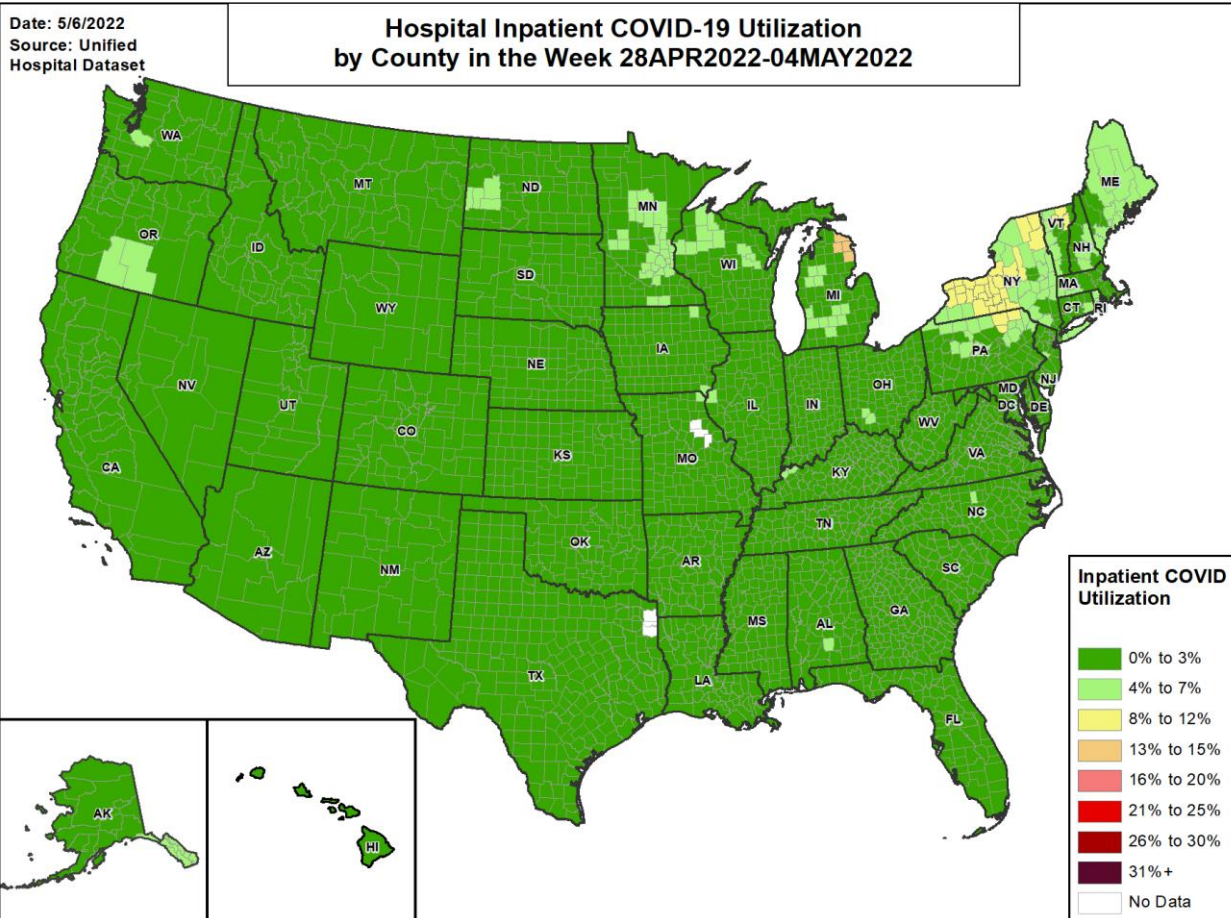 Date: 5/6/2022
Source: Unified
Hospital Dataset
Hospital Inpatient COVID-19 Utilization
by County in the Week 28APR2022-04MAY2022
WA
MT
ND
MN
ME
OR
ID
SD
WI
VT
NH
WY
MI
NY
MA
CT
RI
NV
UT
NE
IA
PA
NJ
CA
CO
KS
MO
IL
IN
OH
MD
DC
DE
WV
VA
KY
AZ
NM
OK
AR
TN
NC
SC
TX
LA
MS
AL
GA
FL
AK
HI
Inpatient COVID
Utilization
0% to 3%
4% to 7%
8% to 12%
13% to 15%
16% to 20%
21% to 25%
26% to 30%
31%+
No Data